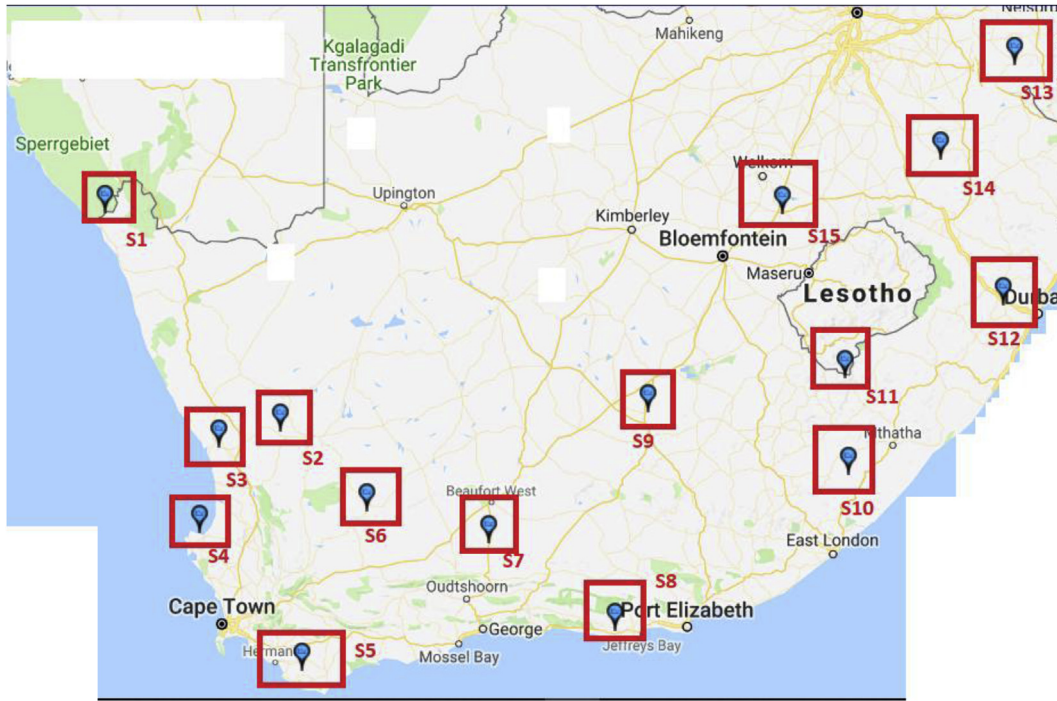 Mahikeng
Kgalagadi
Transfrontier
Park
S13
Sperrgebiet
Welkom
S14
Upington
Kimberley
S1
S15
Bloemfontein
Maseru
Lesotho
Durba
S12
S11
S9
Mthatha
S2
S3
Beaufort West
S6
S10
S4
S7
East London
Oudtshoorn
S8
Cape Town
Port Elizabeth
George
Jeffreys Bay
Herman
S5
Mossel Bay